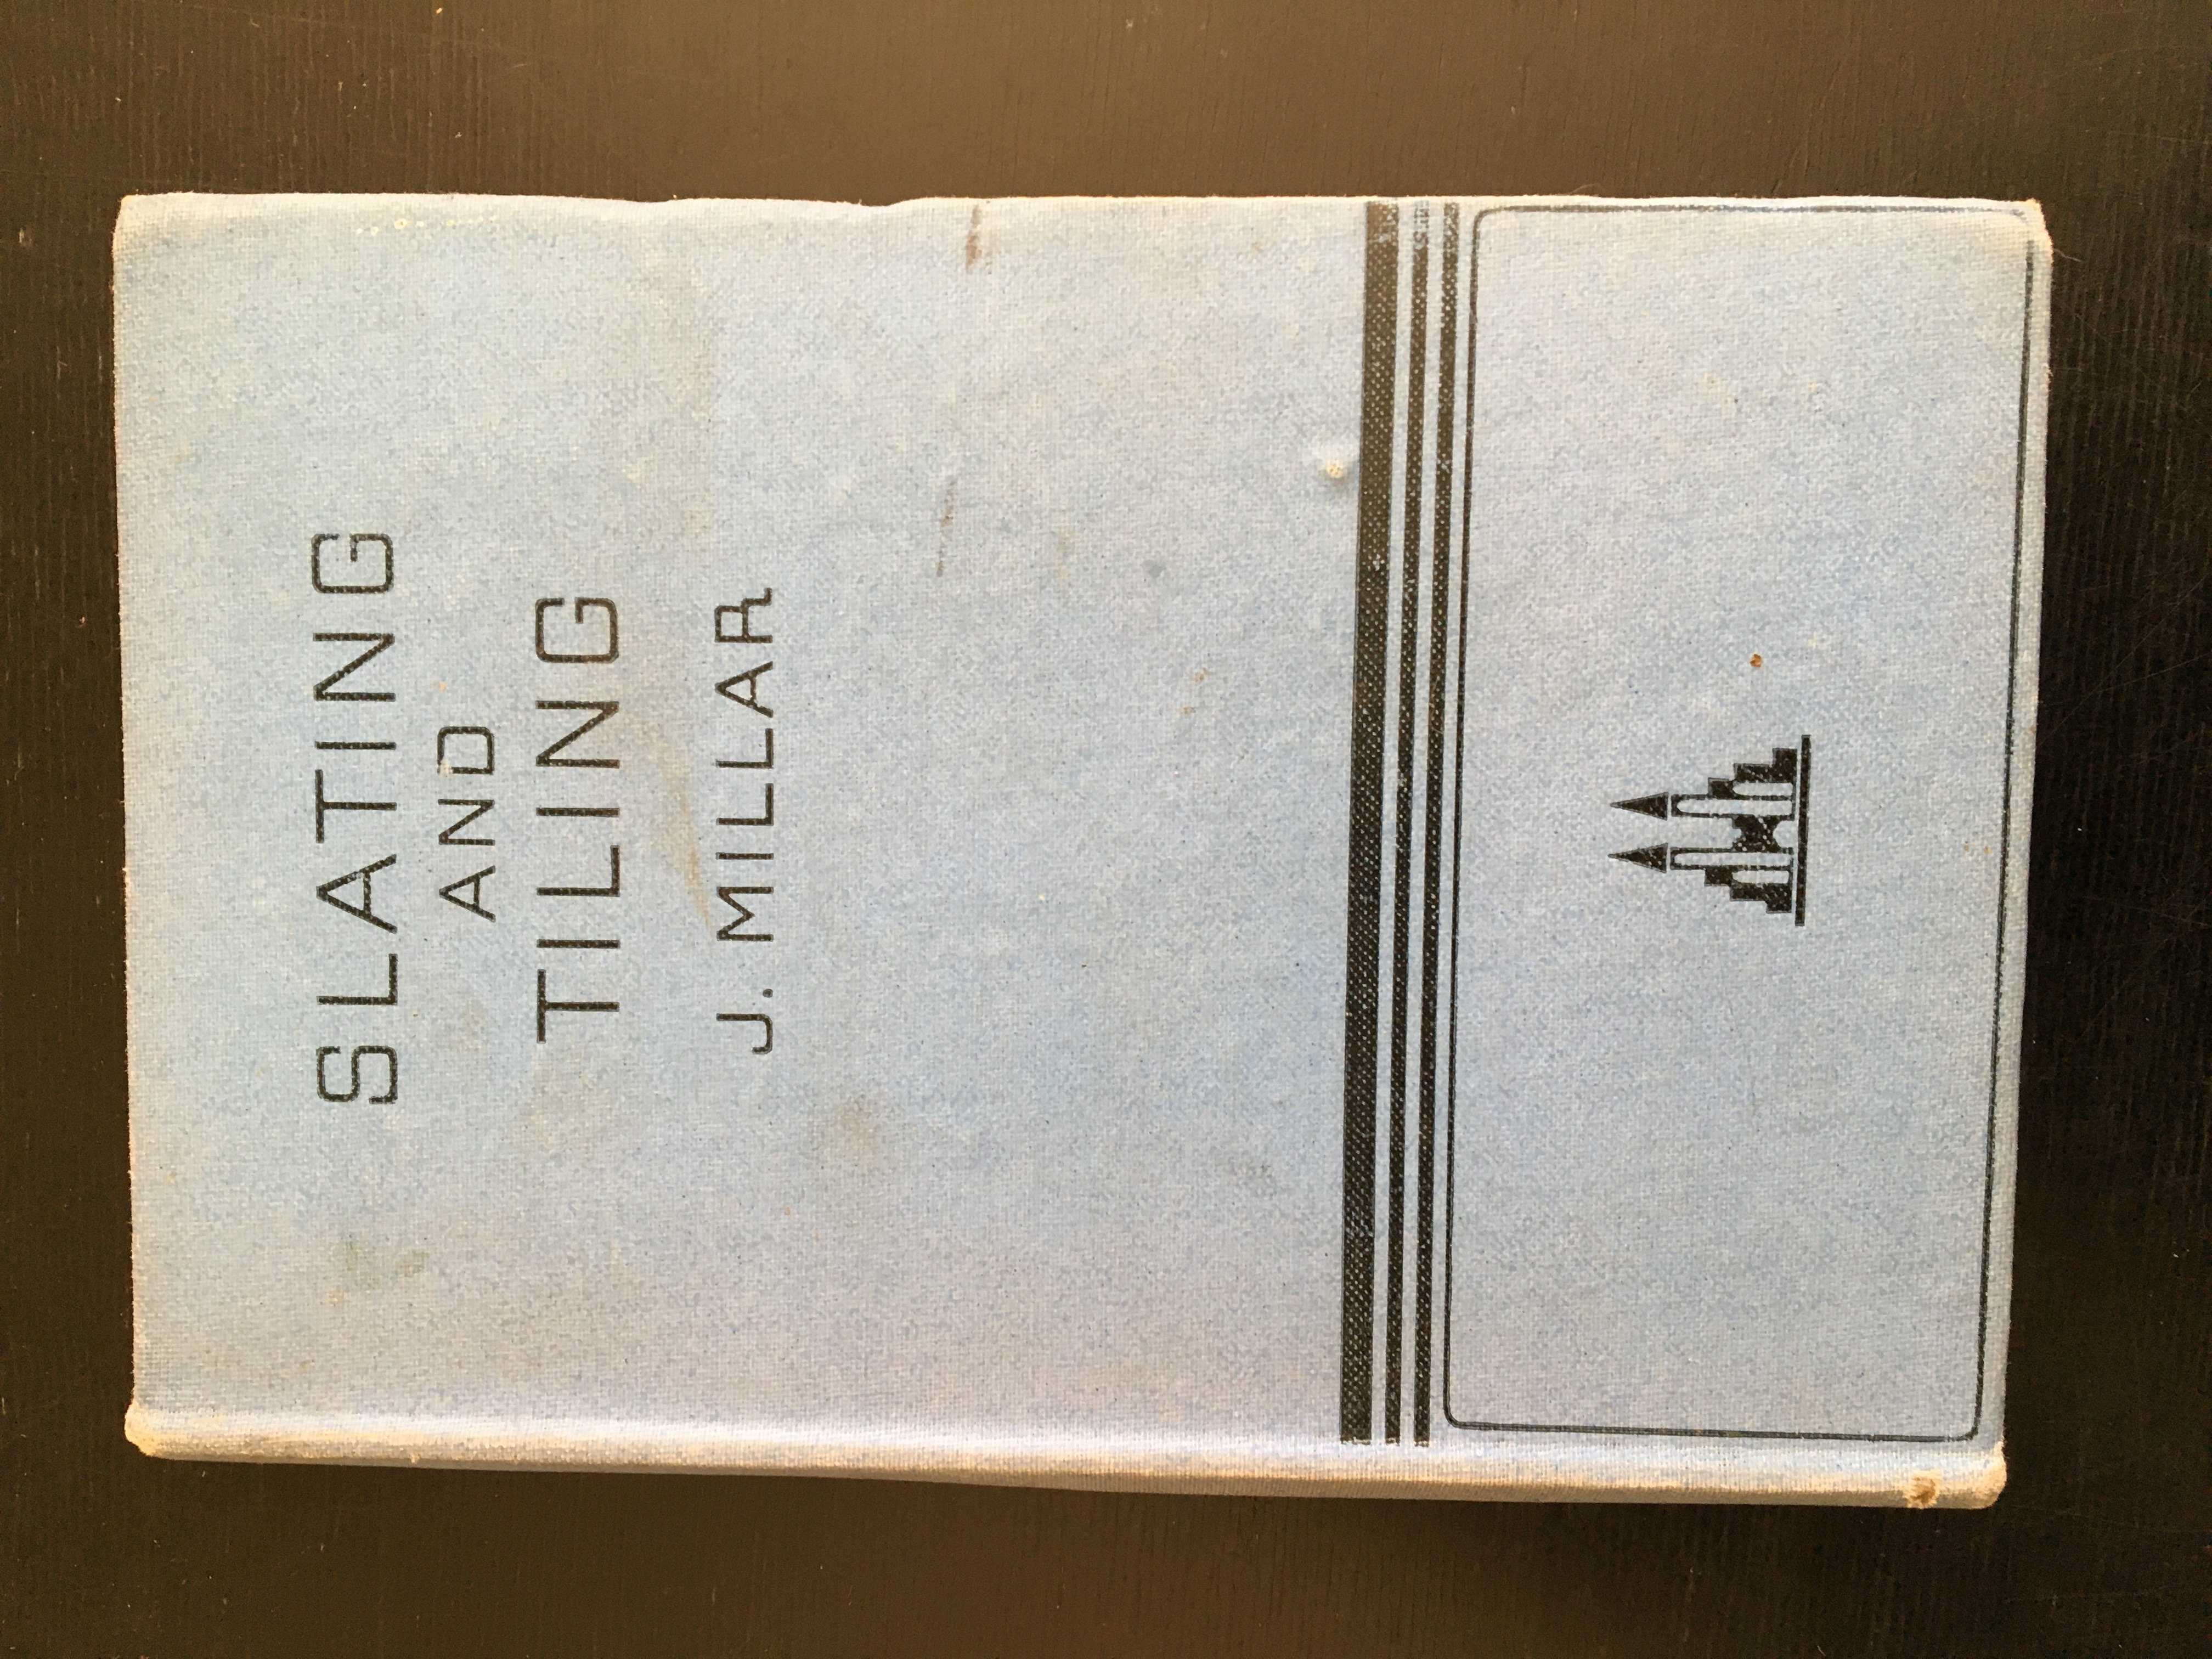 SLATING
AND
TILING
J. MILLAR